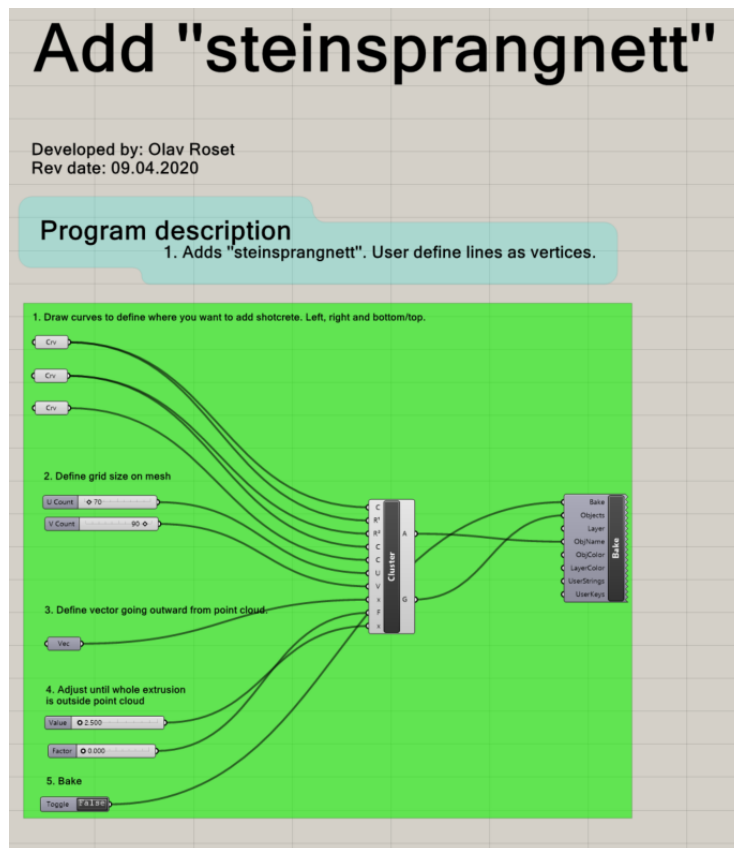 Add "steinsprangnett"
Developed by: Olav Roset
Rev date: 09.04.2020
Program description
1. Adds "steinsprangnett". User define lines as vertices.
1. Draw curves to define where you want to add shotcrete. Left, right and bottom/top.
Crv
Crv
Crv
2. Define grid size on mesh
U Count 70
V Count 90
3. Define vector going outward from point cloud.
Vec
4. Adjust until whole extrusion
is outside point cloud
Value 2.500
Factor 0.000
5. Bake
Toggle False
C
R'
R'
C
C
U
V
x
F
x
Cluster
A
G
Bake
Objects
Layer
ObjName
ObjColor
LayerColor
UserStrings
UserKeys
Bake